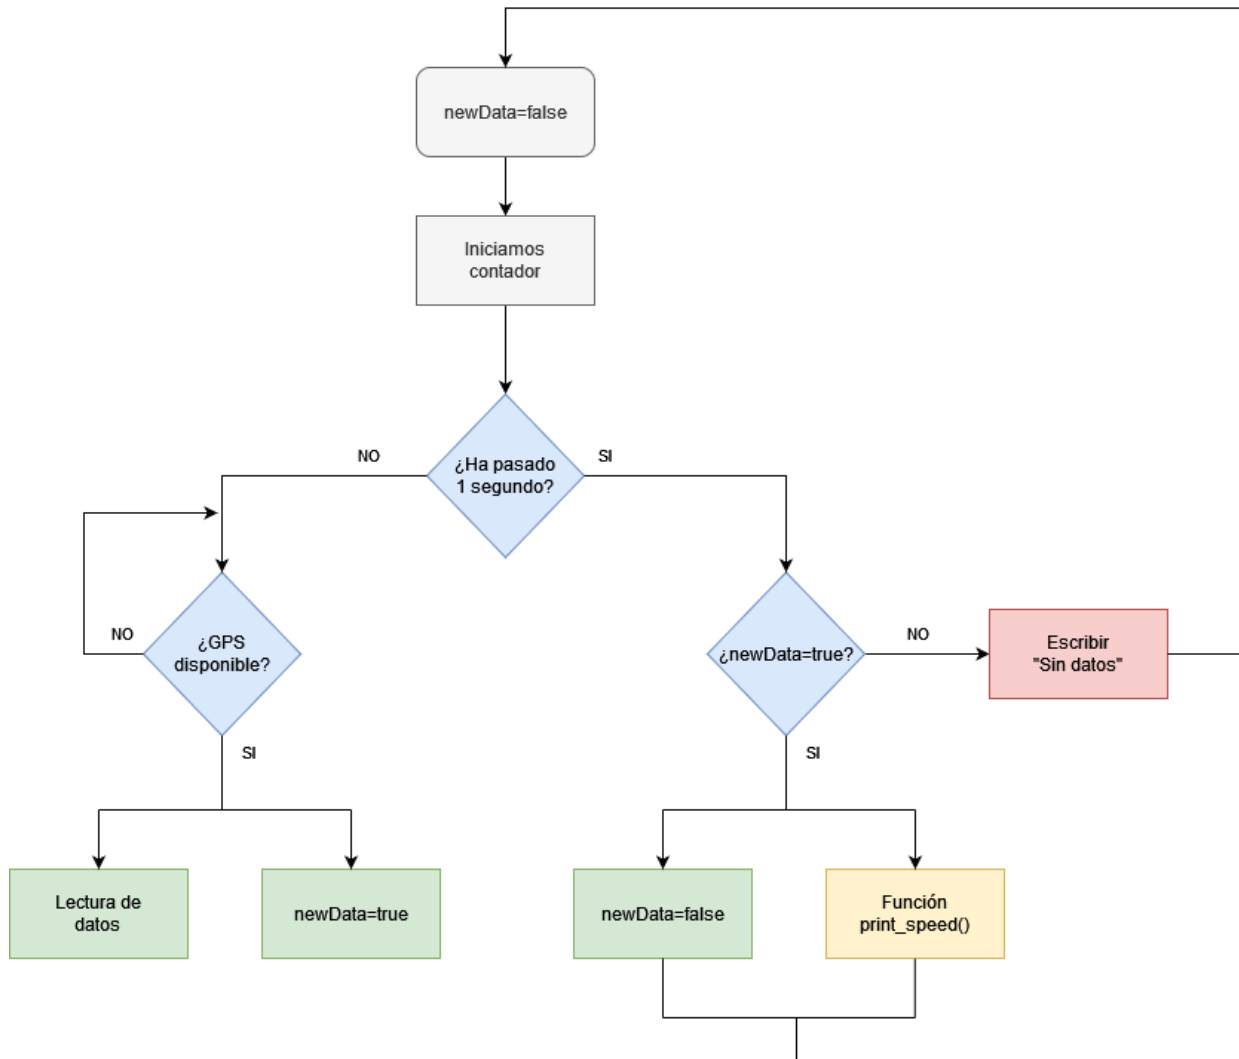 newData=false
Iniciamos
contador
NO
¿Ha pasado
1 segundo?
SI
NO
¿GPS
disponible?
¿newData=true?
NO
Escribir
"Sin datos"
SI
SI
Lectura de
datos
newData=true
newData=false
Función
print_speed()